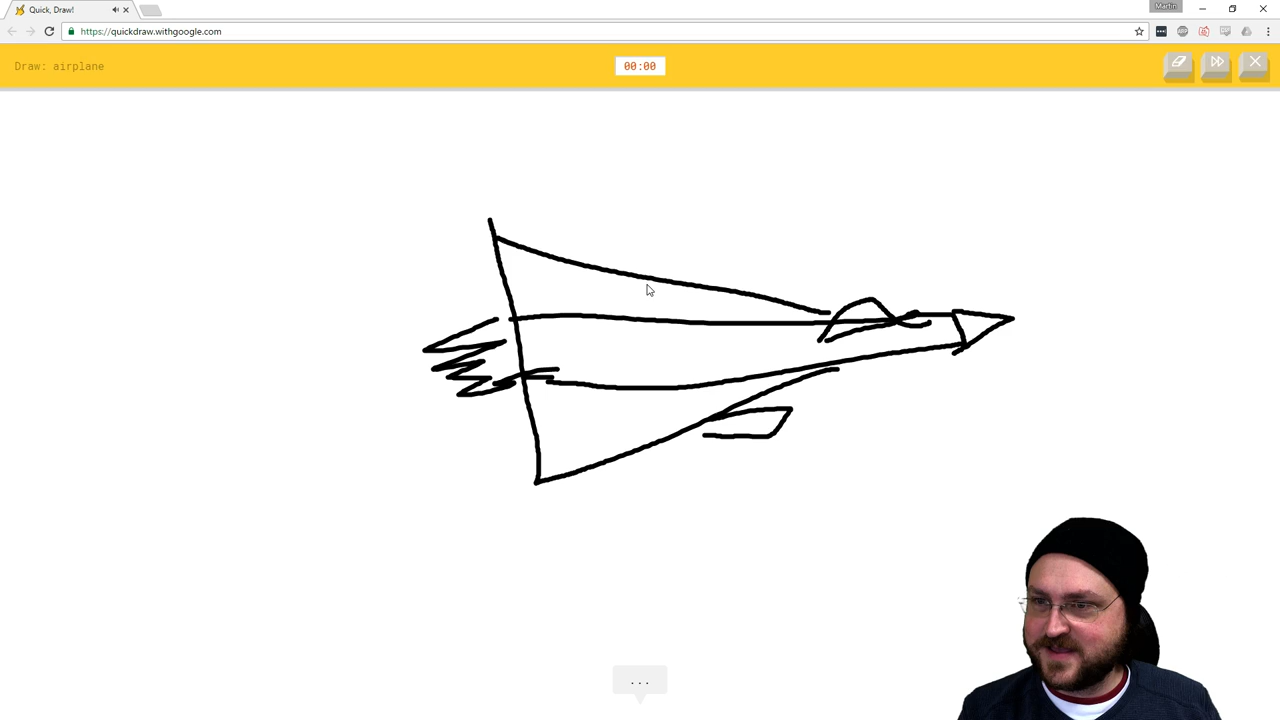 Quick, Draw!
Martin
https://quickdraw.withgoogle.com
Draw: airplane
00:00
...